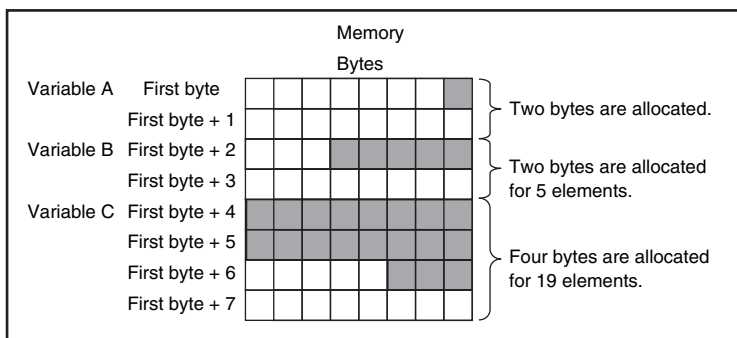 Memory
Bytes
Variable A First byte
First byte + 1
Two bytes are allocated.
Variable B First byte + 2
First byte + 3
Two bytes are allocated
for 5 elements.
Variable C First byte + 4
First byte + 5
First byte + 6
First byte + 7
Four bytes are allocated
for 19 elements.